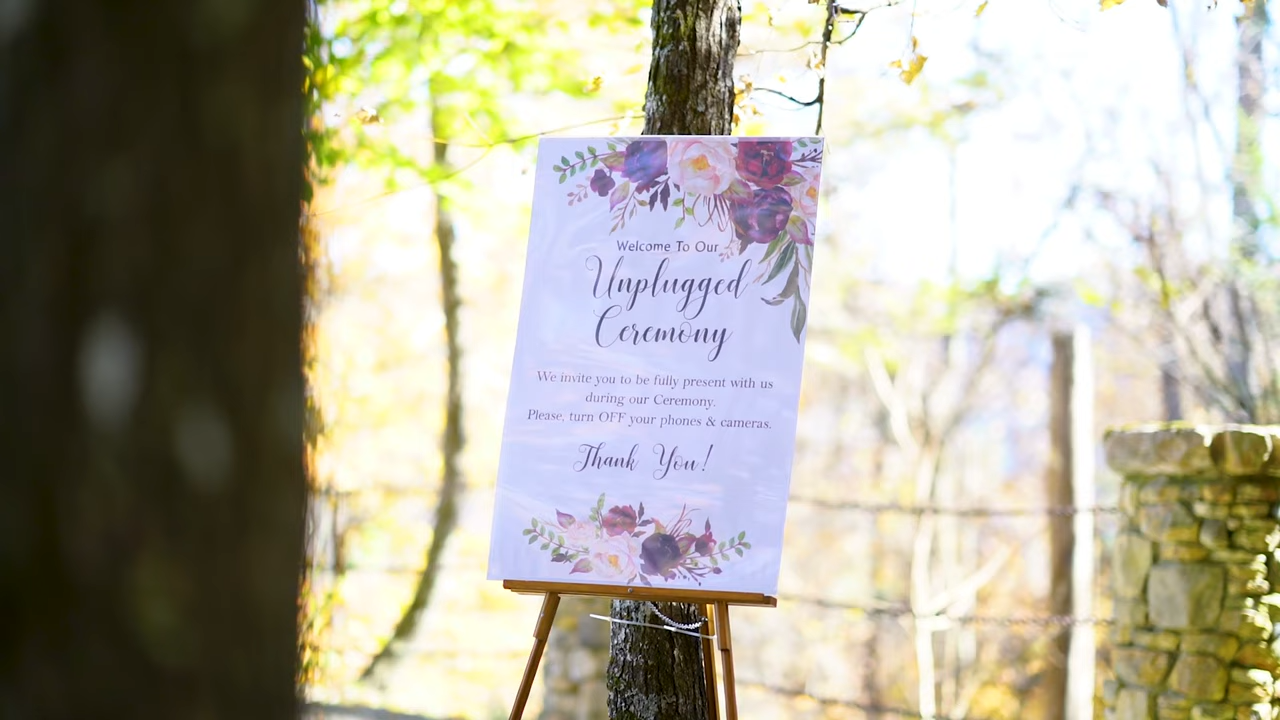 Welcome To Our
Unplugged
Ceremony
We invite you to be fully present with us
during our Ceremony.
Please, turn OFF your phones & cameras.
Thank You!